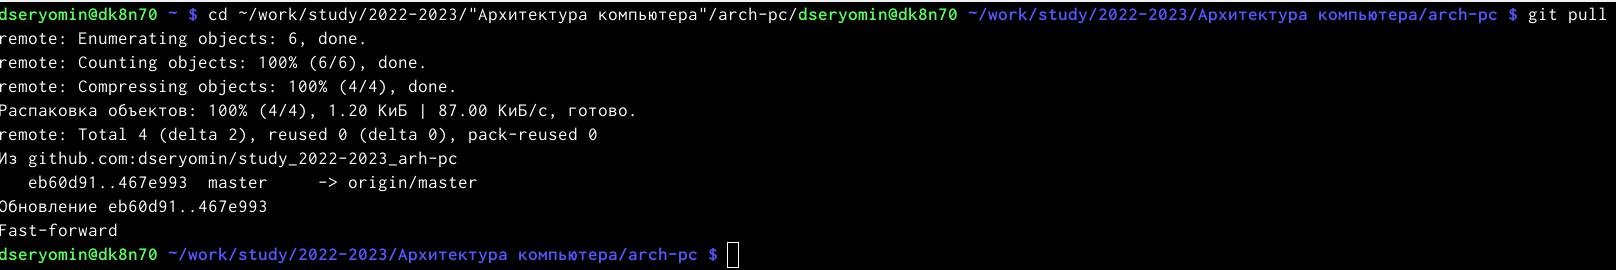 dseryomin@dk8n70 ~ $ cd ~/work/study/2022-2023/"Архитектура компьютера"/arch-pc/dseryomin@dk8n70 ~/work/study/2022-2023/Архитектура компьютера/arch-pc $ git pull
remote: Enumerating objects: 6, done.
remote: Counting objects: 100% (6/6), done.
remote: Compressing objects: 100% (4/4), done.
Распаковка объектов: 100% (4/4), 1.20 КиБ | 87.00 КиБ/с, готово.
remote: Total 4 (delta 2), reused 0 (delta 0), pack-reused 0
Из github.com:dseryomin/study_2022-2023_arh-pc
   eb60d91..467e993  master     -> origin/master
Обновление eb60d91..467e993
Fast-forward
dseryomin@dk8n70 ~/work/study/2022-2023/Архитектура компьютера/arch-pc $